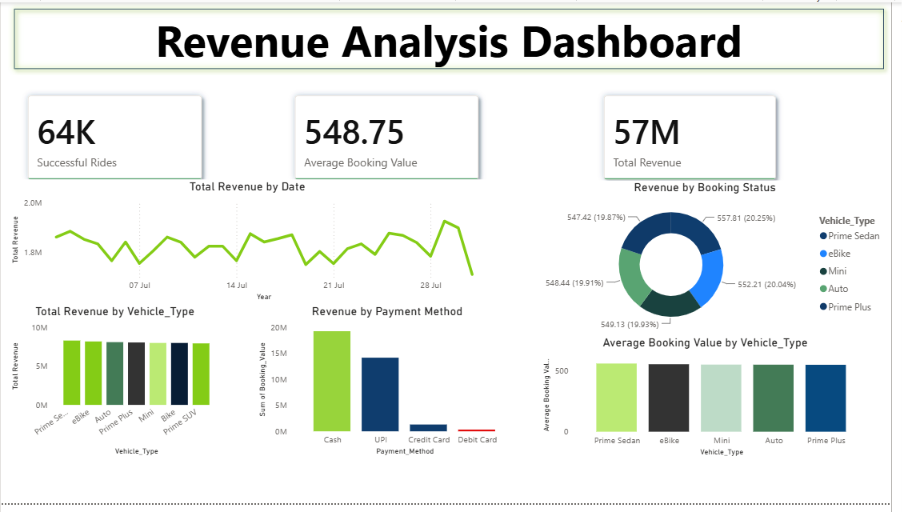 Revenue Analysis Dashboard
64K
Successful Rides
548.75
Average Booking Value
57M
Total Revenue
Total Revenue by Date
2.0M
1.8M
Total Revenue
07 Jul
14 Jul
21 Jul
28 Jul
Year
Revenue by Booking Status
547.42 (19.87%)
557.81 (20.25%)
548.44 (19.91%)
552.21 (20.04%)
549.13 (19.93%)
Vehicle_Type
Prime Sedan
eBike
Mini
Auto
Prime Plus
Total Revenue by Vehicle_Type
10M
5M
0M
Total Revenue
Prime Se...
eBike
Auto
Prime Plus
Mini
Bike
Prime SUV
Vehicle_Type
Revenue by Payment Method
20M
15M
10M
5M
0M
Sum of Booking_Value
Cash
UPI
Credit Card
Debit Card
Payment_Method
Average Booking Value by Vehicle_Type
500
0
Average Booking Val...
Prime Sedan
eBike
Mini
Auto
Prime Plus
Vehicle_Type